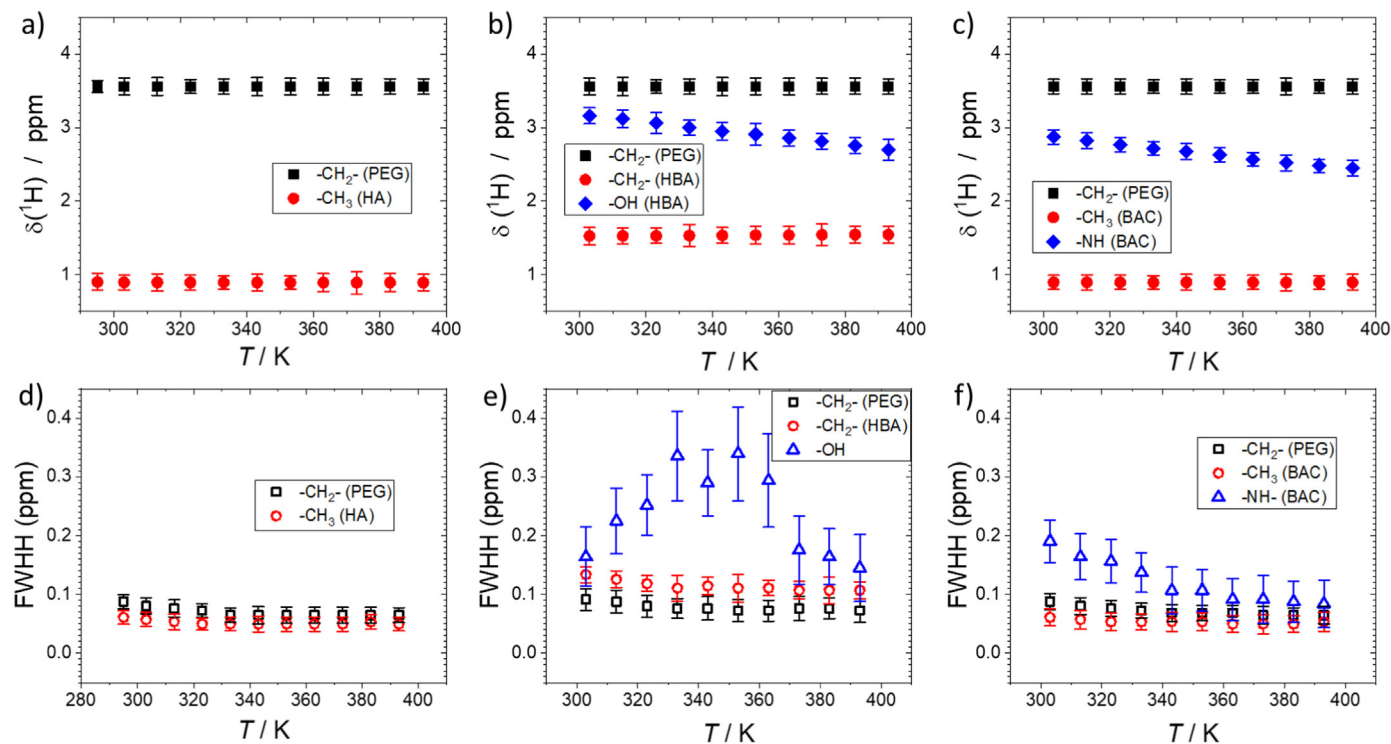 a)
δ(¹H) / ppm
4
3
2
1
-CH₂- (PEG)
-CH₃ (HA)
300 320 340 360 380 400
T / K
b)
δ (¹H) / ppm
4
3
2
1
-CH₂- (PEG)
-CH₂- (HBA)
-OH (HBA)
300 320 340 360 380 400
T / K
c)
δ (¹H) / ppm
4
3
2
1
-CH₂- (PEG)
-CH₃ (BAC)
-NH (BAC)
300 320 340 360 380 400
T / K
d)
FWHH (ppm)
0.4
0.3
0.2
0.1
0.0
-CH₂- (PEG)
-CH₃ (HA)
280 300 320 340 360 380 400
T / K
e)
FWHH (ppm)
0.4
0.3
0.2
0.1
0.0
-CH₂- (PEG)
-CH₂- (HBA)
-OH
300 320 340 360 380 400
T / K
f)
FWHH (ppm)
0.4
0.3
0.2
0.1
0.0
-CH₂- (PEG)
-CH₃ (BAC)
-NH- (BAC)
300 320 340 360 380 400
T / K